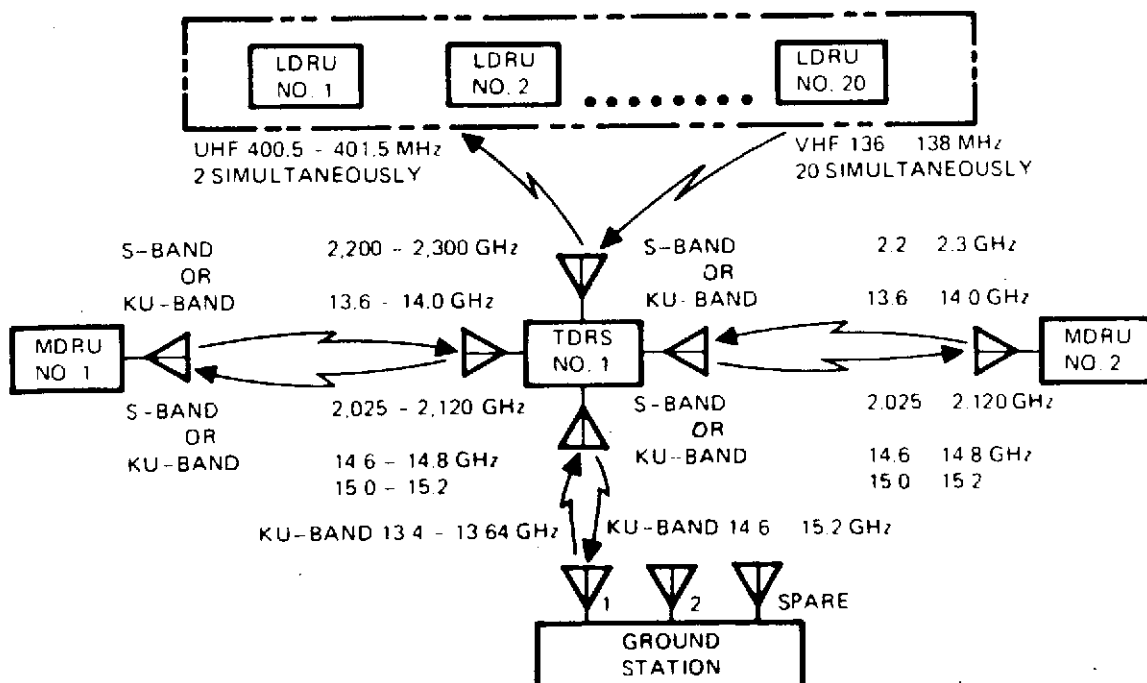 LDRU
NO. 1
LDRU
NO. 2
LDRU
NO. 20
UHF 400.5 - 401.5 MHz
2 SIMULTANEOUSLY
VHF 136 138 MHz
20 SIMULTANEOUSLY
S-BAND
OR
KU-BAND
2,200 - 2,300 GHz
13.6 - 14.0 GHz
S-BAND
OR
KU-BAND
2.2 2.3 GHz
13.6 14.0 GHz
MDRU
NO. 1
TDRS
NO. 1
MDRU
NO. 2
S-BAND
OR
KU-BAND
2,025 - 2,120 GHz
14.6 - 14.8 GHz
15.0 - 15.2
S-BAND
OR
KU-BAND
2.025 2.120 GHz
14.6 14.8 GHz
15.0 15.2
KU-BAND 13.4 - 13.64 GHz
KU-BAND 14.6 15.2 GHz
1
2
SPARE
GROUND
STATION